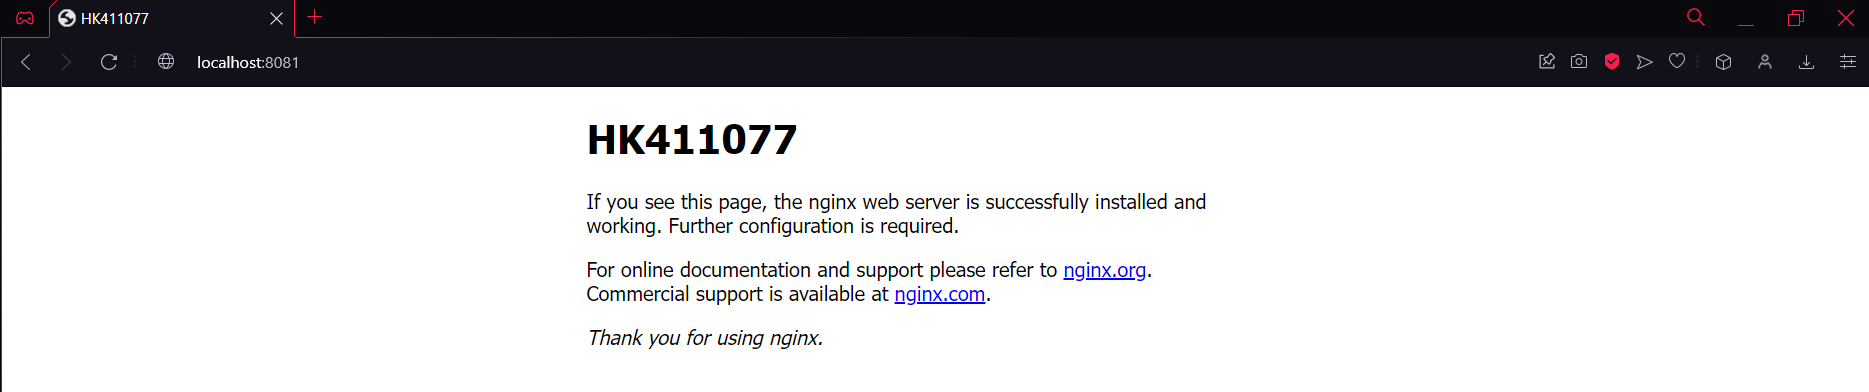 HK411077
localhost:8081
HK411077
If you see this page, the nginx web server is successfully installed and
working. Further configuration is required.
For online documentation and support please refer to nginx.org.
Commercial support is available at nginx.com.
Thank you for using nginx.